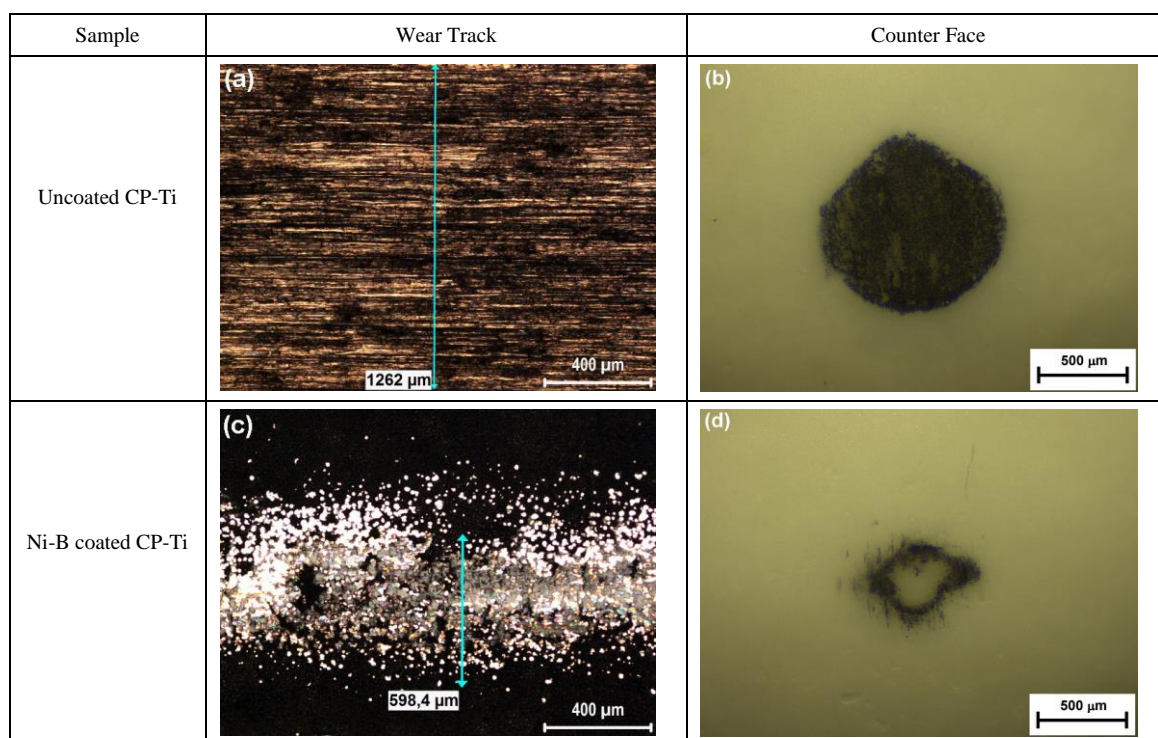 Sample
Wear Track
Counter Face
Uncoated CP-Ti
(a)
1262 µm
400 µm
(b)
500 µm
Ni-B coated CP-Ti
(c)
598,4 µm
400 µm
(d)
500 µm